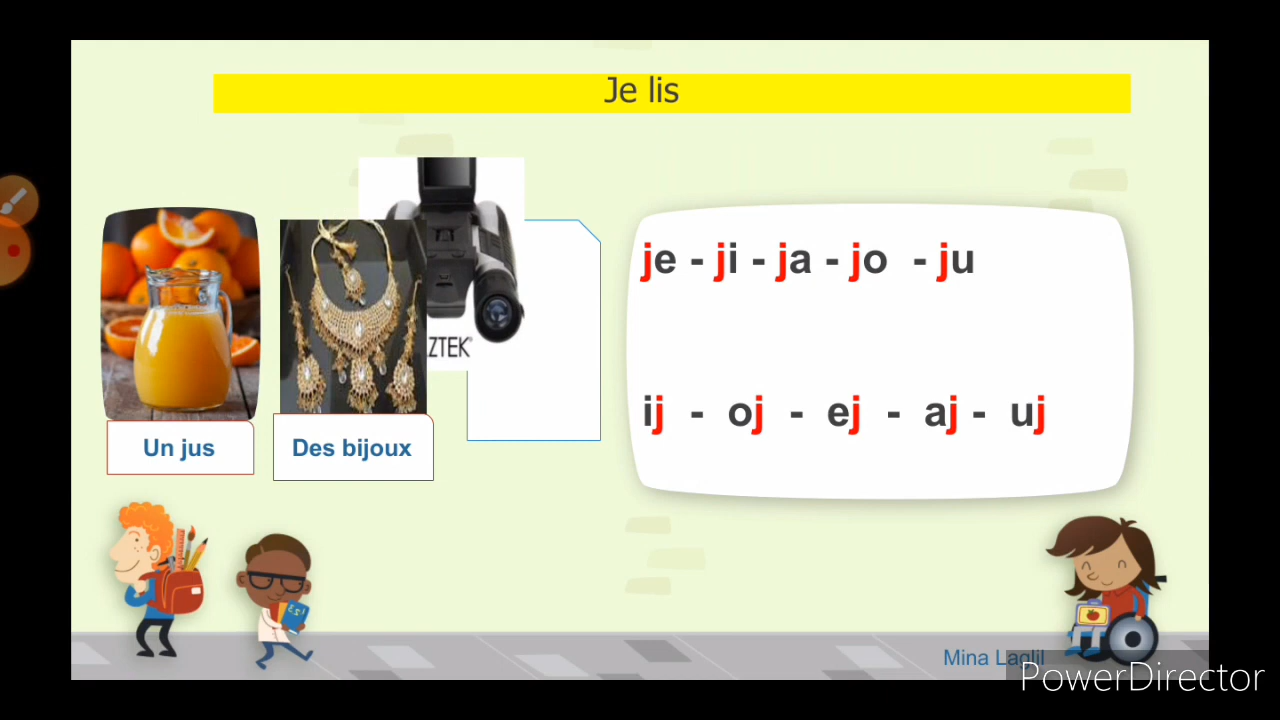 Je lis
je - ji - ja - jo - ju
ZTEK
ij - oj - ej - aj - uj
Un jus
Des bijoux
Mina Laglil
PowerDirector